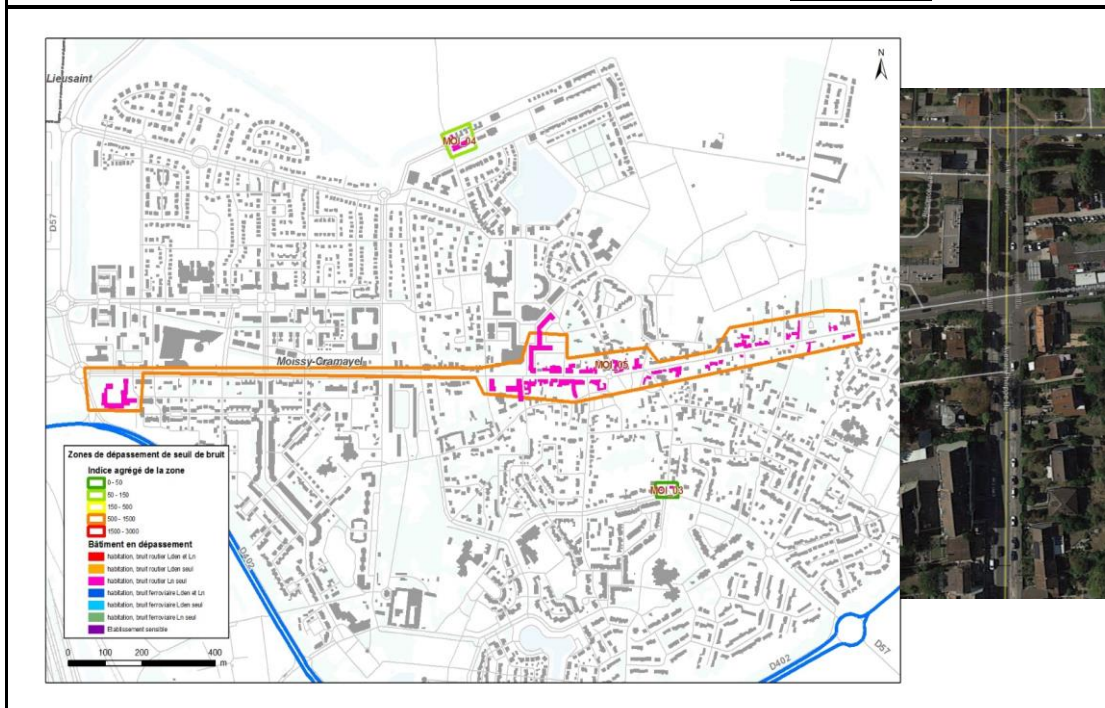 N
Lieusaint
MOI_04
D57
MOI_05
Moissy-Cramayel
MOI_03
Zones de dépassement de seuil de bruit
Indice agrégé de la zone
0 - 50
50 - 150
150 - 500
500 - 1500
1500 - 3000
Bâtiment en dépassement
habitation, bruit routier Lden et Ln
habitation, bruit routier Lden seul
habitation, bruit routier Ln seul
habitation, bruit ferroviaire Lden et Ln
habitation, bruit ferroviaire Lden seul
habitation, bruit ferroviaire Ln seul
Etablissement sensible
0 100 200 400
m
D402
D402
D57